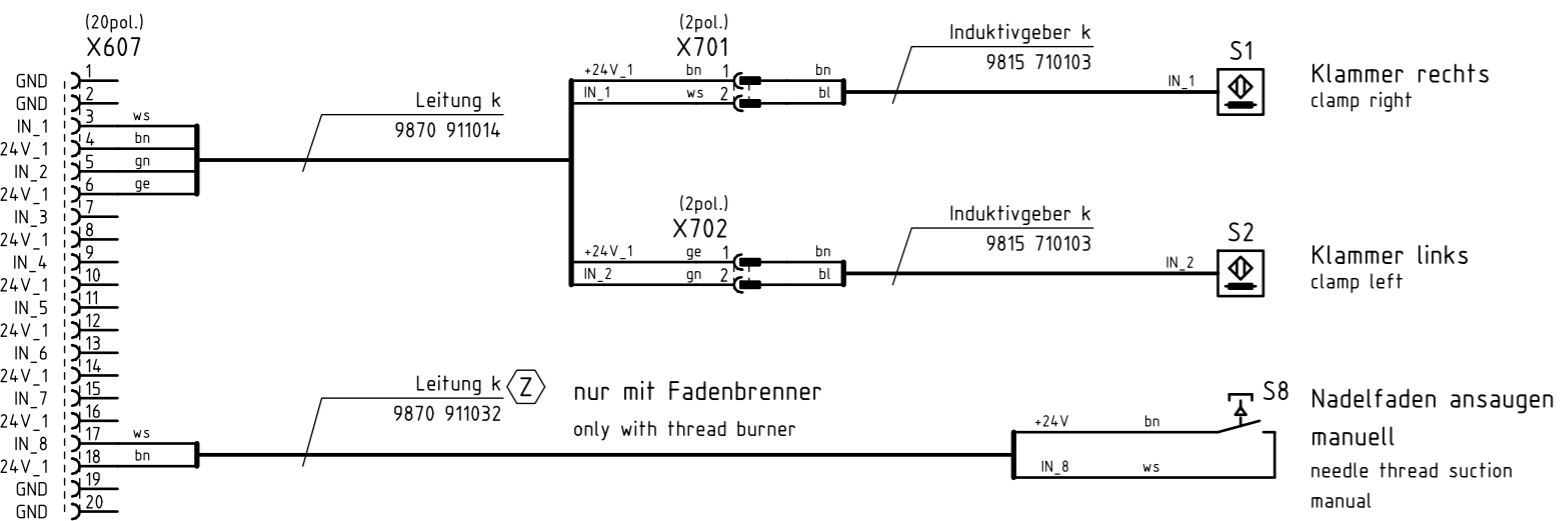 (20pol.)
X607
GND 1
GND 2
IN_1 3 ws
24V_1 4 bn
IN_2 5 gn
24V_1 6 ge
IN_3 7
24V_1 8
IN_4 9
24V_1 10
IN_5 11
24V_1 12
IN_6 13
24V_1 14
IN_7 15
24V_1 16
IN_8 17 ws
24V_1 18 bn
GND 19
GND 20
Leitung k
9870 911014
(2pol.)
X701
+24V_1 bn 1 bn
IN_1 ws 2 bl
Induktivgeber k
9815 710103
IN_1
S1
Klammer rechts
clamp right
(2pol.)
X702
+24V_1 ge 1 bn
IN_2 gn 2 bl
Induktivgeber k
9815 710103
IN_2
S2
Klammer links
clamp left
Leitung k Z
9870 911032
nur mit Fadenbrenner
only with thread burner
+24V bn
IN_8 ws
S8
Nadelfaden ansaugen
manuell
needle thread suction
manual